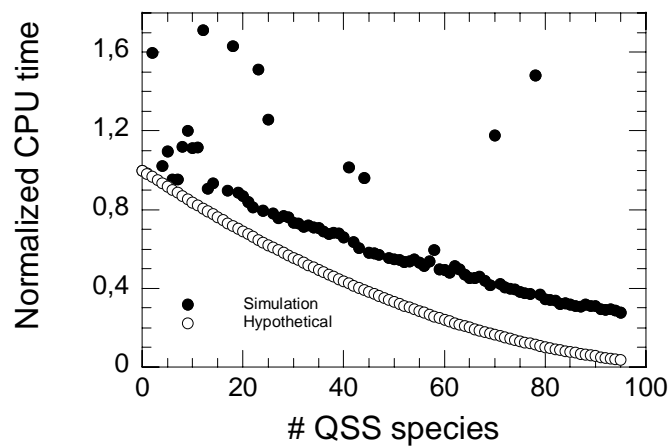 Normalized CPU time
1,6
1,2
0,8
0,4
0
Simulation
Hypothetical
0 20 40 60 80 100
# QSS species